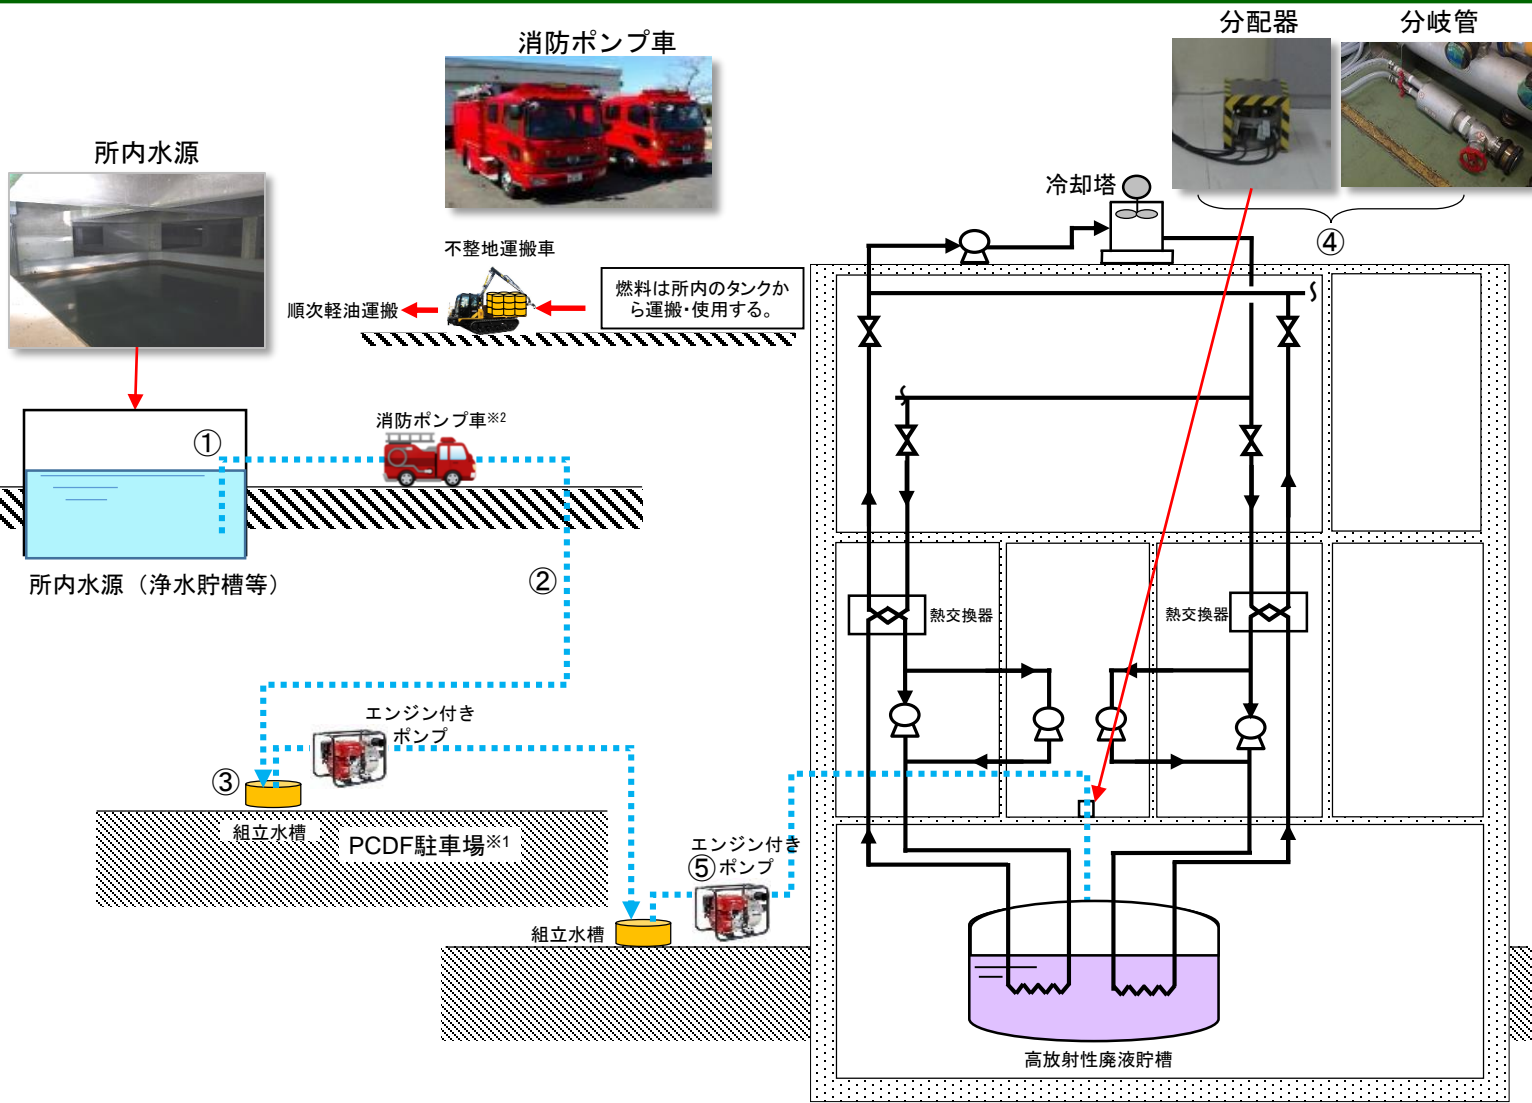 分配器
分岐管
消防ポンプ車
所内水源
冷却塔
④
不整地運搬車
順次軽油運搬
燃料は所内のタンクか
ら運搬・使用する。
消防ポンプ車※2
①
②
所内水源（浄水貯槽等）
熱交換器
熱交換器
エンジン付き
ポンプ
③
組立水槽
PCDF駐車場※1
エンジン付き
⑤ポンプ
組立水槽
高放射性廃液貯槽